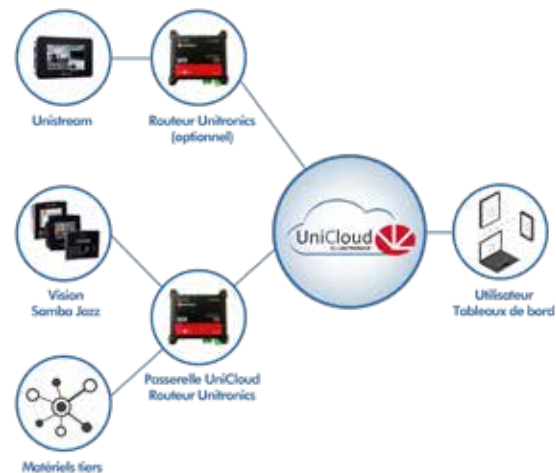 Unistream
Routeur Unitronics
(optionnel)
UniCloud
Utilisateur
Tableaux de bord
Vision
Samba Jazz
Passerelle UniCloud
Routeur Unitronics
Matériels tiers